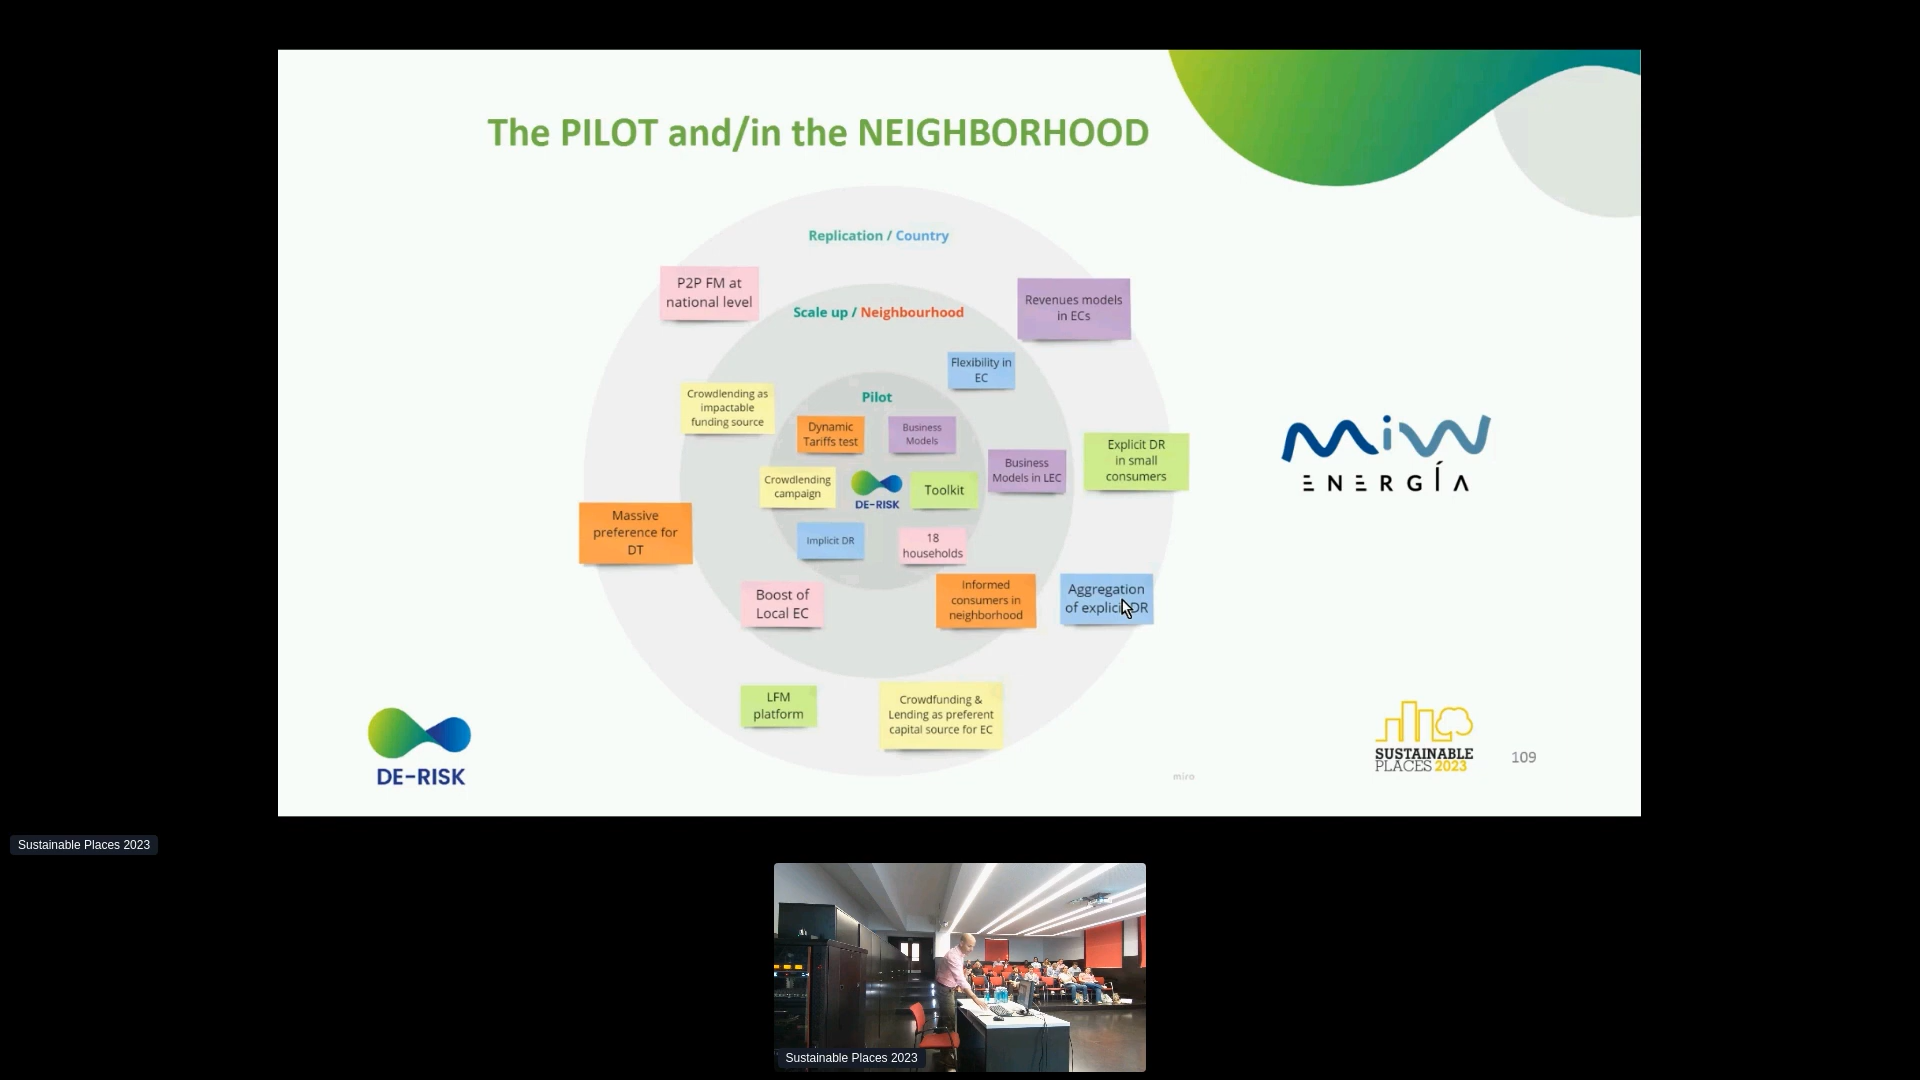 The PILOT and/in the NEIGHBORHOOD
Replication / Country
P2P FM at
national level
Revenues models
in ECs
Scale up / Neighbourhood
Flexibility in
EC
Crowdlending as
impactable
funding source
Pilot
Dynamic
Tariffs test
Business
Models
Explicit DR
in small
consumers
Business
Models in LEC
Crowdlending
campaign
DE-RISK
Toolkit
Massive
preference for
DT
Implicit DR
18
households
Boost of
Local EC
Informed
consumers in
neighborhood
Aggregation
of explicit DR
LFM
platform
Crowdfunding &
Lending as preferent
capital source for EC
miro
MiW
ENERGÍA
DE-RISK
SUSTAINABLE
PLACES 2023
109
Sustainable Places 2023
Sustainable Places 2023